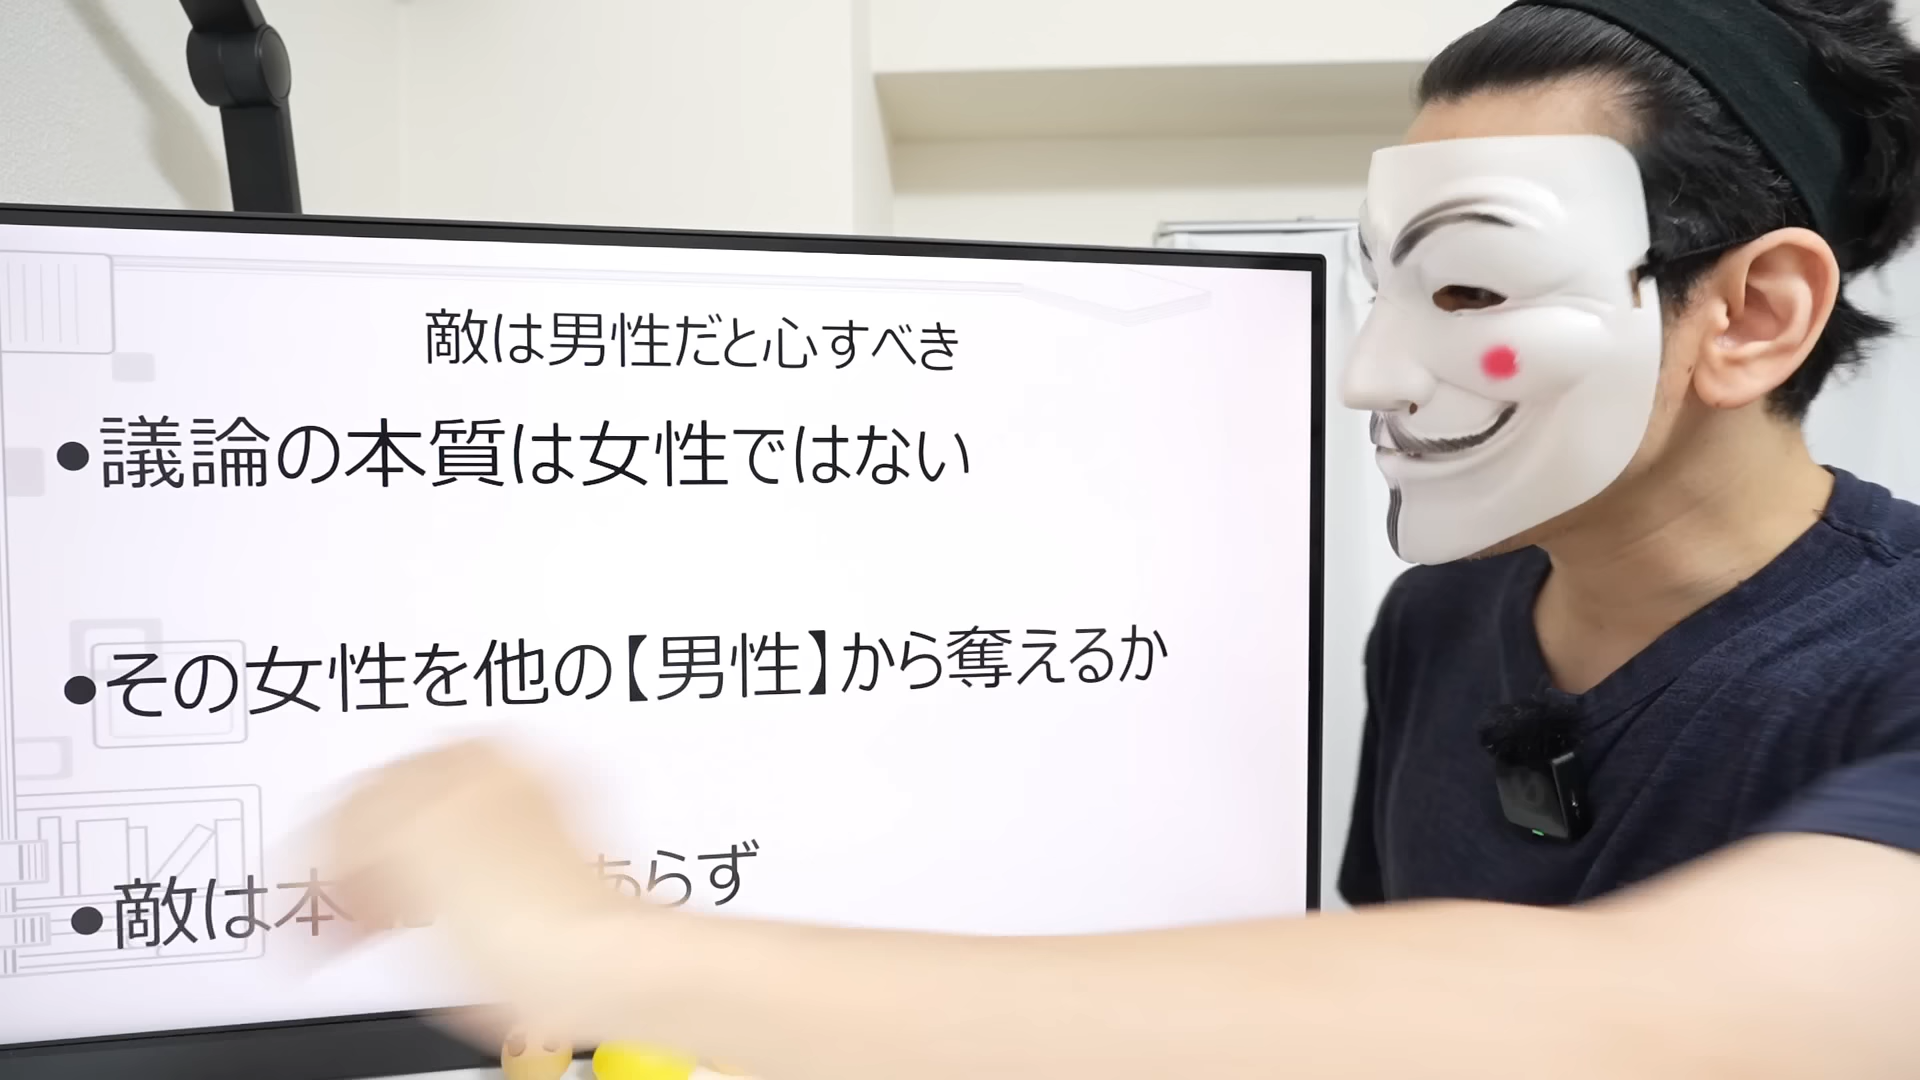 敵は男性だと心すべき
•議論の本質は女性ではない
•その女性を他の【男性】から奪えるか
•敵は本 あらず